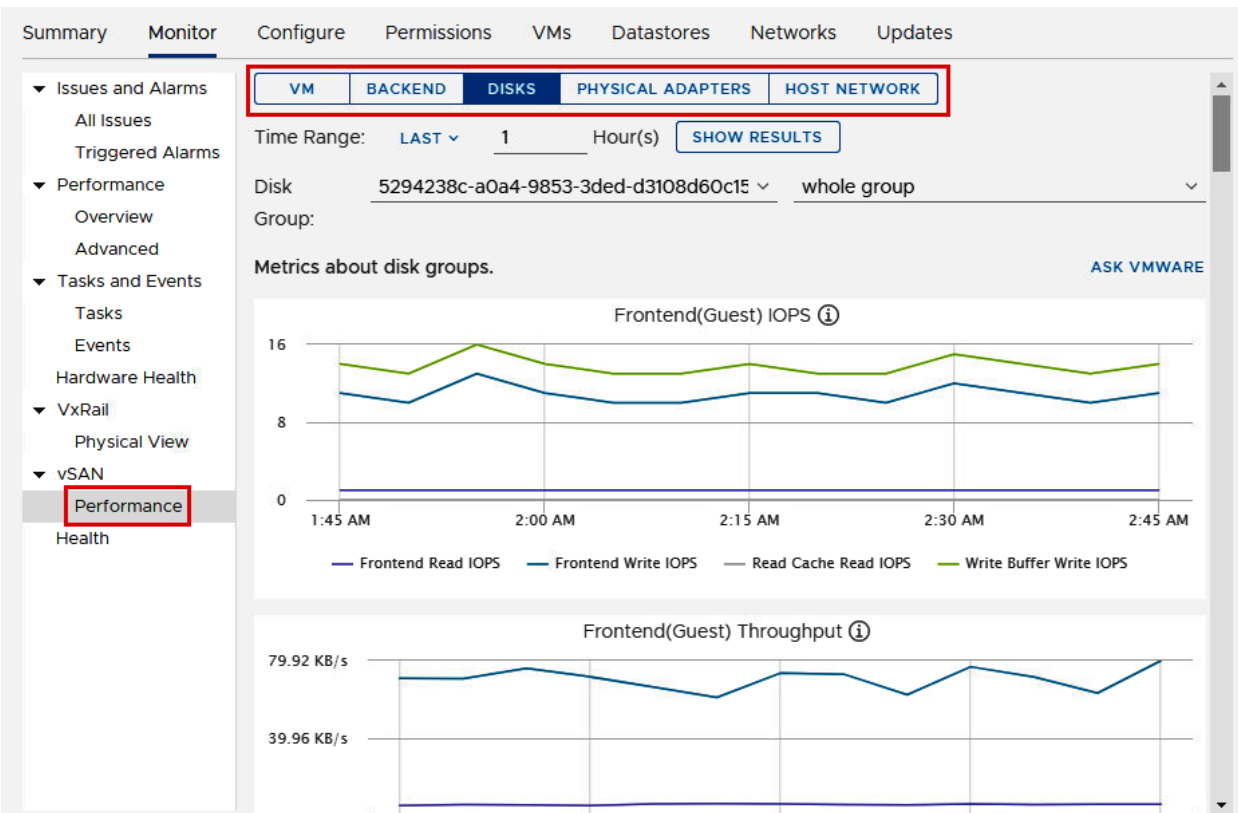 Summary Monitor Configure Permissions VMs Datastores Networks Updates
Issues and Alarms
All Issues
Triggered Alarms
Performance
Overview
Advanced
Tasks and Events
Tasks
Events
Hardware Health
VxRail
Physical View
vSAN
Performance
Health
VM BACKEND DISKS PHYSICAL ADAPTERS HOST NETWORK
Time Range: LAST 1 Hour(s) SHOW RESULTS
Disk Group: 5294238c-a0a4-9853-3ded-d3108d60c15 whole group
Metrics about disk groups. ASK VMWARE
Frontend(Guest) IOPS
16
8
0
1:45 AM 2:00 AM 2:15 AM 2:30 AM 2:45 AM
Frontend Read IOPS Frontend Write IOPS Read Cache Read IOPS Write Buffer Write IOPS
Frontend(Guest) Throughput
79.92 KB/s
39.96 KB/s